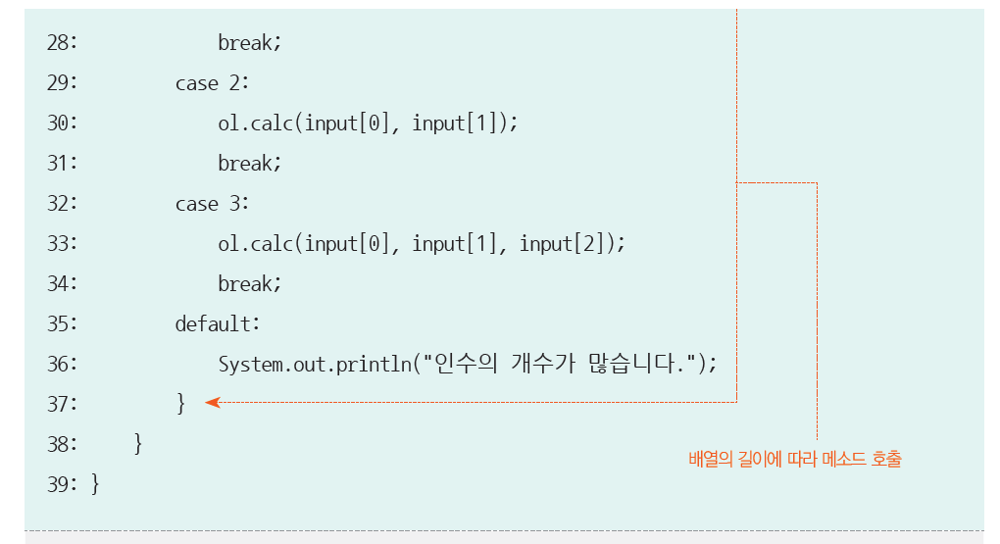 28:             break;
29:         case 2:
30:             ol.calc(input[0], input[1]);
31:             break;
32:         case 3:
33:             ol.calc(input[0], input[1], input[2]);
34:             break;
35:         default:
36:             System.out.println("인수의 개수가 많습니다.");
37:         }
38:     }
배열의 길이에 따라 메소드 호출
39: }